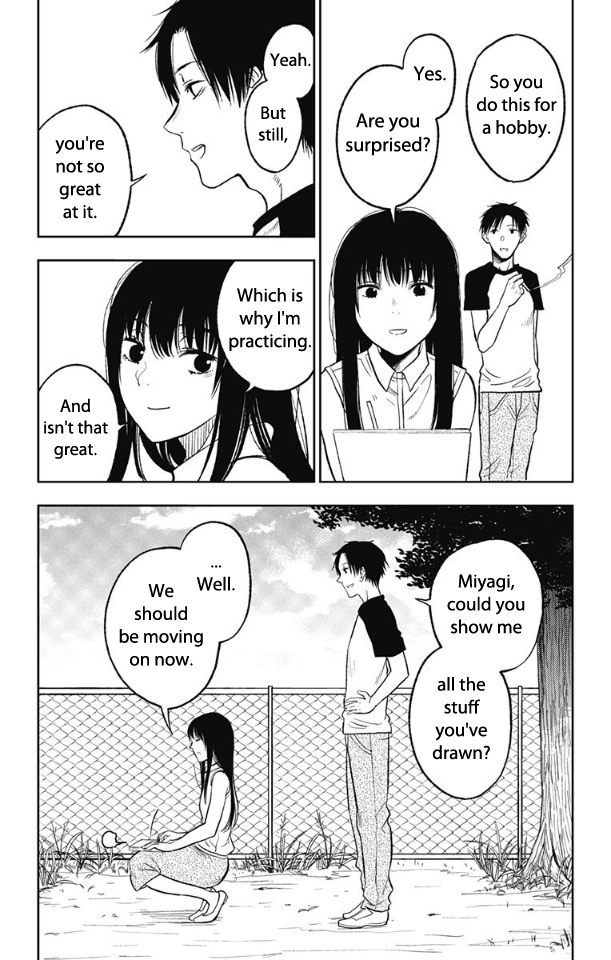 So you
do this for
a hobby.
Yes.
Are you
surprised?
Yeah.
But
still,
you're
not so
great
at it.
Which is
why I'm
practicing.
And
isn't that
great.
Miyagi,
could you
show me
all the
stuff
you've
drawn?
...
Well.
We
should
be moving
on now.